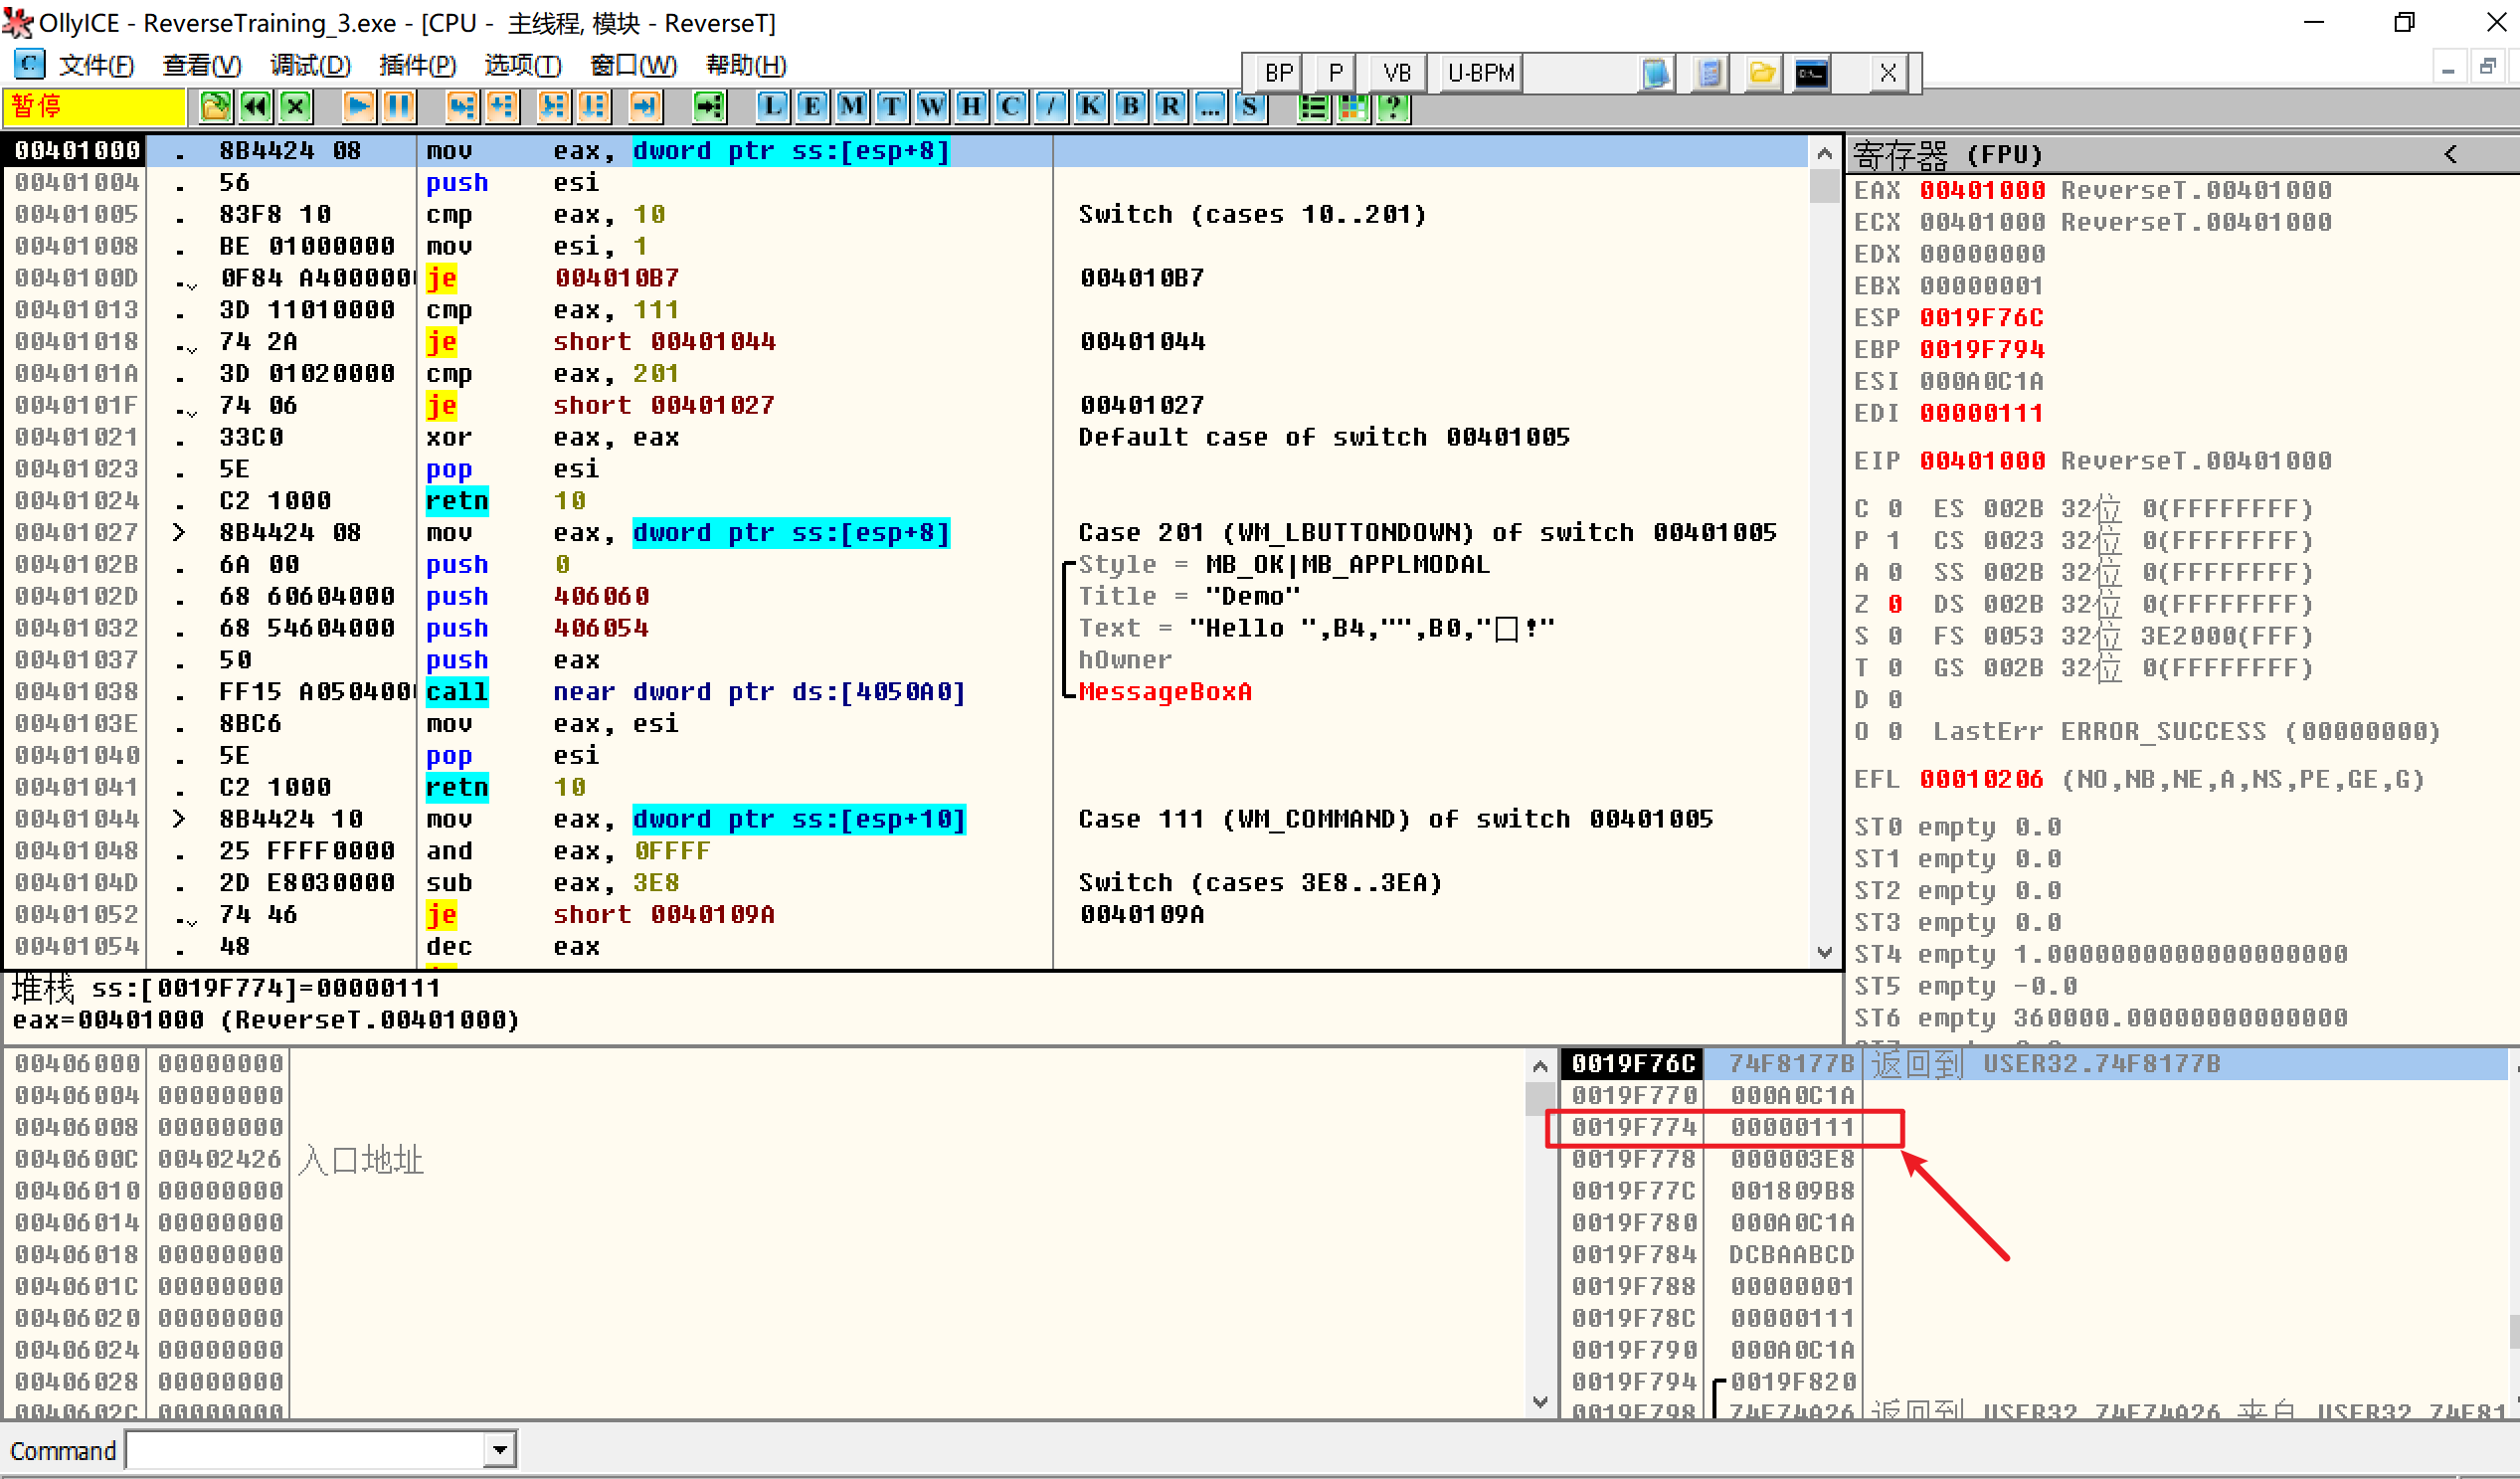 OllyICE - ReverseTraining_3.exe - [CPU - 主线程, 模块 - ReverseT]
文件(F) 查看(V) 调试(D) 插件(P) 选项(T) 窗口(W) 帮助(H)
BP P VB U-BPM X
暂停 L E M T W H C / K B R ... S ?
00401000 . 8B4424 08 mov eax, dword ptr ss:[esp+8]
00401004 . 56 push esi
00401005 . 83F8 10 cmp eax, 10 Switch (cases 10..201)
00401008 . BE 01000000 mov esi, 1
0040100D . 0F84 A4000000 je 004010B7 004010B7
00401013 . 3D 11010000 cmp eax, 111
00401018 . 74 2A je short 00401044 00401044
0040101A . 3D 01020000 cmp eax, 201
0040101F . 74 06 je short 00401027 00401027
00401021 . 33C0 xor eax, eax Default case of switch 00401005
00401023 . 5E pop esi
00401024 . C2 1000 retn 10
00401027 > 8B4424 08 mov eax, dword ptr ss:[esp+8] Case 201 (WM_LBUTTONDOWN) of switch 00401005
0040102B . 6A 00 push 0 Style = MB_OK|MB_APPLMODAL
0040102D . 68 60604000 push 406060 Title = "Demo"
00401032 . 68 54604000 push 406054 Text = "Hello ",B4,"",B0,"□!"
00401037 . 50 push eax hOwner
00401038 . FF15 A050400 call near dword ptr ds:[4050A0] MessageBoxA
0040103E . 8BC6 mov eax, esi
00401040 . 5E pop esi
00401041 . C2 1000 retn 10
00401044 > 8B4424 10 mov eax, dword ptr ss:[esp+10] Case 111 (WM_COMMAND) of switch 00401005
00401048 . 25 FFFF0000 and eax, 0FFFF
0040104D . 2D E8030000 sub eax, 3E8 Switch (cases 3E8..3EA)
00401052 . 74 46 je short 0040109A 0040109A
00401054 . 48 dec eax
堆栈 ss:[0019F774]=00000111
eax=00401000 (ReverseT.00401000)
寄存器 (FPU) <
EAX 00401000 ReverseT.00401000
ECX 00401000 ReverseT.00401000
EDX 00000000
EBX 00000001
ESP 0019F76C
EBP 0019F794
ESI 000A0C1A
EDI 00000111
EIP 00401000 ReverseT.00401000
C 0 ES 002B 32位 0(FFFFFFFF)
P 1 CS 0023 32位 0(FFFFFFFF)
A 0 SS 002B 32位 0(FFFFFFFF)
Z 0 DS 002B 32位 0(FFFFFFFF)
S 0 FS 0053 32位 3E2000(FFF)
T 0 GS 002B 32位 0(FFFFFFFF)
D 0
O 0 LastErr ERROR_SUCCESS (00000000)
EFL 00010206 (NO,NB,NE,A,NS,PE,GE,G)
ST0 empty 0.0
ST1 empty 0.0
ST2 empty 0.0
ST3 empty 0.0
ST4 empty 1.0000000000000000000
ST5 empty -0.0
ST6 empty 360000.00000000000000
00406000 00000000
00406004 00000000
00406008 00000000
0040600C 00402426 入口地址
00406010 00000000
00406014 00000000
00406018 00000000
0040601C 00000000
00406020 00000000
00406024 00000000
00406028 00000000
0040602C 00000000
0019F76C 74F8177B 返回到 USER32.74F8177B
0019F770 000A0C1A
0019F774 00000111
0019F778 000003E8
0019F77C 001809B8
0019F780 000A0C1A
0019F784 DCBAABCD
0019F788 00000001
0019F78C 00000111
0019F790 000A0C1A
0019F794 0019F820
0019F798 74F74A26 返回到 USER32.74F74A26 来自 USER32.74F81
Command